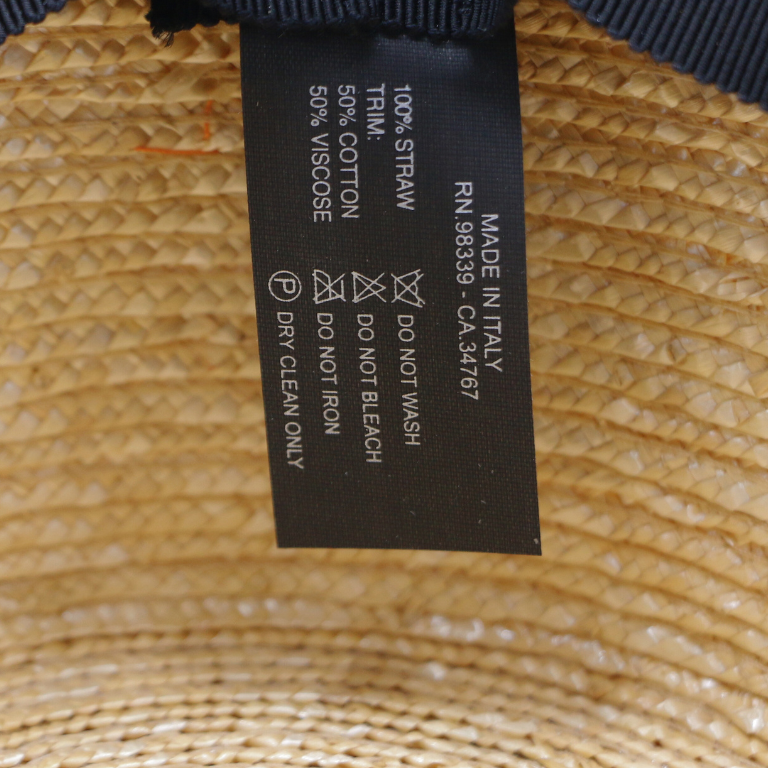 MADE IN ITALY
RN.98339 - CA.34767
100% STRAW
TRIM:
50% COTTON
50% VISCOSE
DO NOT WASH
DO NOT BLEACH
DO NOT IRON
P DRY CLEAN ONLY